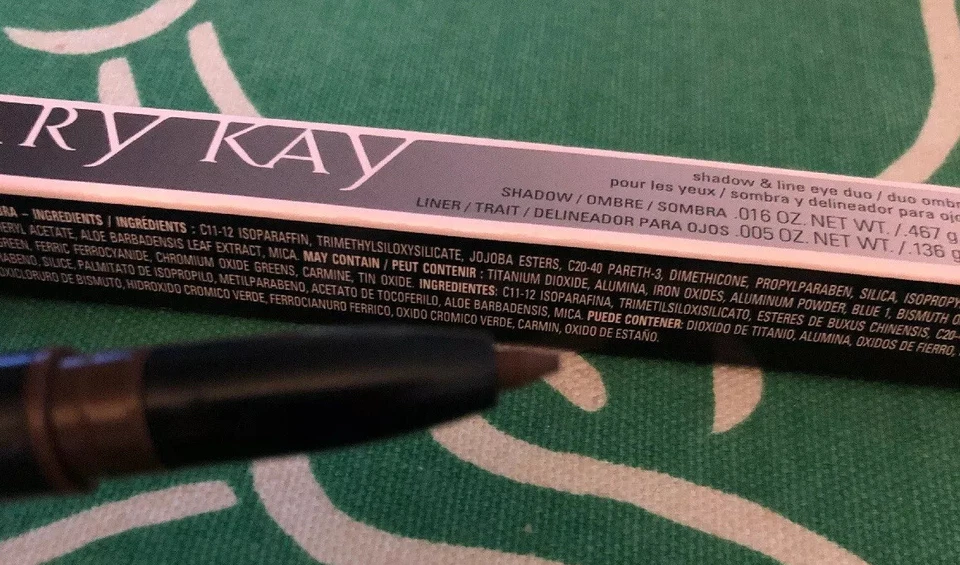 RY KAY
shadow & line eye duo / duo ombr
pour les yeux / sombra y delineador para ojo
SHADOW / OMBRE / SOMBRA .016 OZ. NET WT. / .467 g
LINER / TRAIT / DELINEADOR PARA OJOS .005 OZ. NET WT. / .136 g
RA – INGREDIENTS / INGRÉDIENTS : C11-12 ISOPARAFFIN, TRIMETHYLSILOXYSILICATE, JOJOBA ESTERS, C20-40 PARETH-3, DIMETHICONE, PROPYLPARABEN, SILICA, ISOPROPY
ERYL ACETATE, ALOE BARBADENSIS LEAF EXTRACT, MICA. MAY CONTAIN / PEUT CONTENIR : TITANIUM DIOXIDE, ALUMINA, IRON OXIDES, ALUMINUM POWDER, BLUE 1, BISMUTH O
GREEN, FERRIC FERROCYANIDE, CHROMIUM OXIDE GREENS, CARMINE, TIN OXIDE. INGREDIENTES: C11-12 ISOPARAFINA, TRIMETILSILOXISILICATO, ESTERES DE BUXUS CHINENSIS, C20-
ABENO, SILICE, PALMITATO DE ISOPROPILO, METILPARABENO, ACETATO DE TOCOFERILO, ALOE BARBADENSIS, MICA. PUEDE CONTENER: DIOXIDO DE TITANIO, ALUMINA, OXIDOS DE FIERRO,
OXICLORURO DE BISMUTO, HIDROXIDO CROMICO VERDE, FERROCIANURO FERRICO, OXIDO CROMICO VERDE, CARMIN, OXIDO DE ESTAÑO.